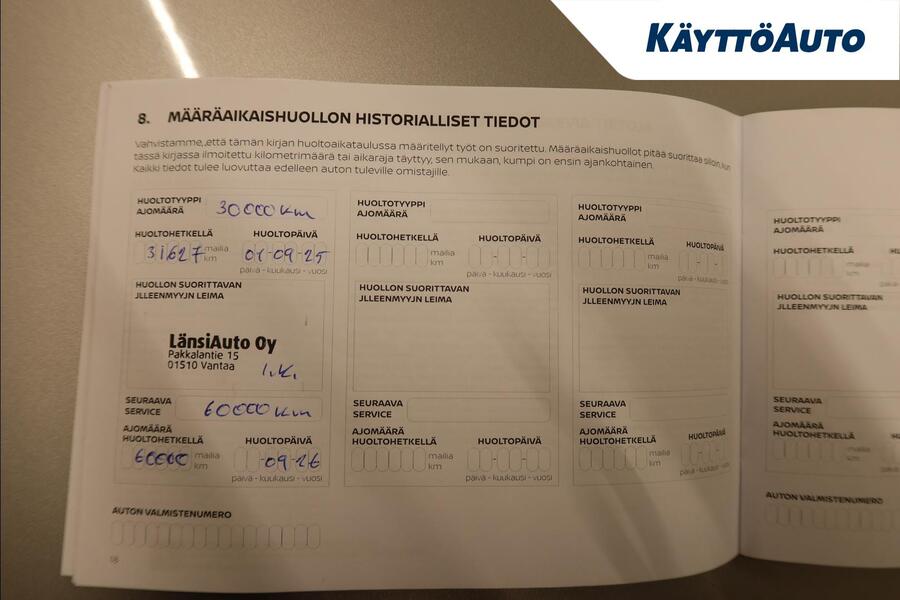 KÄYTTÖAUTO
8. MÄÄRÄAIKAISHUOLLON HISTORIALLISET TIEDOT
Vahvistamme, että tämän kirjan huoltoaikataulussa määritellyt työt on suoritettu. Määräaikaishuollot pitää suorittaa silloin, kun
tässä kirjassa ilmoitettu kilometrimäärä tai aikaraja täyttyy, sen mukaan, kumpi on ensin ajankohtainen.
Kaikki tiedot tulee luovuttaa edelleen auton tuleville omistajille.
HUOLTOTYYPPI
AJOMÄÄRÄ 30000 km
HUOLTOHETKELLÄ HUOLTOPÄIVÄ
31627 mailia
km
01-09-25
päivä - kuukausi - vuosi
HUOLLON SUORITTAVAN
JLLEENMYYJN LEIMA
LänsiAuto Oy
Pakkalantie 15
01510 Vantaa
I.K.
SEURAAVA
SERVICE 60000 km
AJOMÄÄRÄ
HUOLTOHETKELLÄ HUOLTOPÄIVÄ
60000 mailia
km
-09-26
päivä - kuukausi - vuosi
AUTON VALMISTENUMERO
18
HUOLTOTYYPPI
AJOMÄÄRÄ
HUOLTOHETKELLÄ HUOLTOPÄIVÄ
mailia
km
päivä - kuukausi - vuosi
HUOLLON SUORITTAVAN
JLLEENMYYJN LEIMA
SEURAAVA
SERVICE
AJOMÄÄRÄ
HUOLTOHETKELLÄ HUOLTOPÄIVÄ
mailia
km
päivä - kuukausi - vuosi
HUOLTOTYYPPI
AJOMÄÄRÄ
HUOLTOHETKELLÄ HUOLTOPÄIVÄ
mailia
km
päivä - kuukausi - vuosi
HUOLLON SUORITTAVAN
JLLEENMYYJN LEIMA
SEURAAVA
SERVICE
AJOMÄÄRÄ
HUOLTOHETKELLÄ HUOLTOPÄIVÄ
mailia
km
päivä - kuukausi - vuosi
HUOLTOTYYPPI
AJOMÄÄRÄ
HUOLTOHETKELLÄ
mailia
km
HUOLLON SUORITTAVAN
JLLEENMYYJN LEIMA
SEURAAVA
SERVICE
AJOMÄÄRÄ
HUOLTOHETKELLÄ
mailia
km
AUTON VALMISTENUMERO